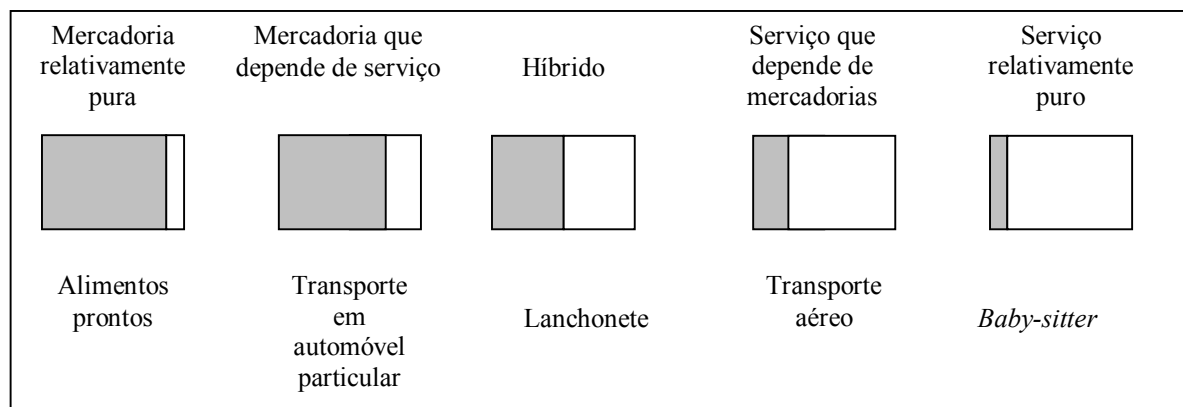 Mercadoria
relativamente
pura
Mercadoria que
depende de serviço
Híbrido
Serviço que
depende de
mercadorias
Serviço
relativamente
puro
Alimentos
prontos
Transporte
em
automóvel
particular
Lanchonete
Transporte
aéreo
Baby-sitter